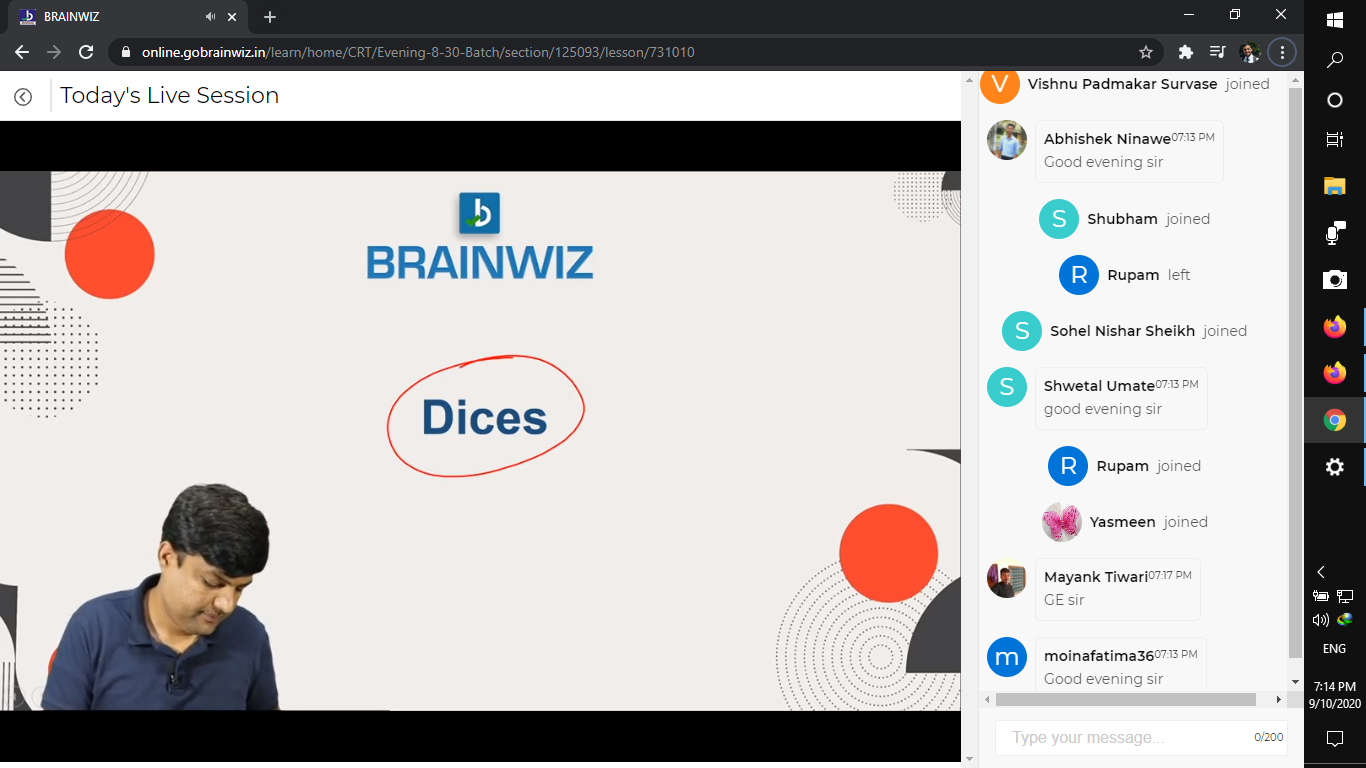 BRAINWIZ
online.gobrainwiz.in/learn/home/CRT/Evening-8-30-Batch/section/125093/lesson/731010
Today's Live Session
b
BRAINWIZ
Dices
V Vishnu Padmakar Survase joined
Abhishek Ninawe 07:13 PM
Good evening sir
S Shubham joined
R Rupam left
S Sohel Nishar Sheikh joined
S Shwetal Umate 07:13 PM
good evening sir
R Rupam joined
Yasmeen joined
Mayank Tiwari 07:17 PM
GE sir
m moinafatima36 07:13 PM
Good evening sir
Type your message... 0/200
ENG
7:14 PM
9/10/2020